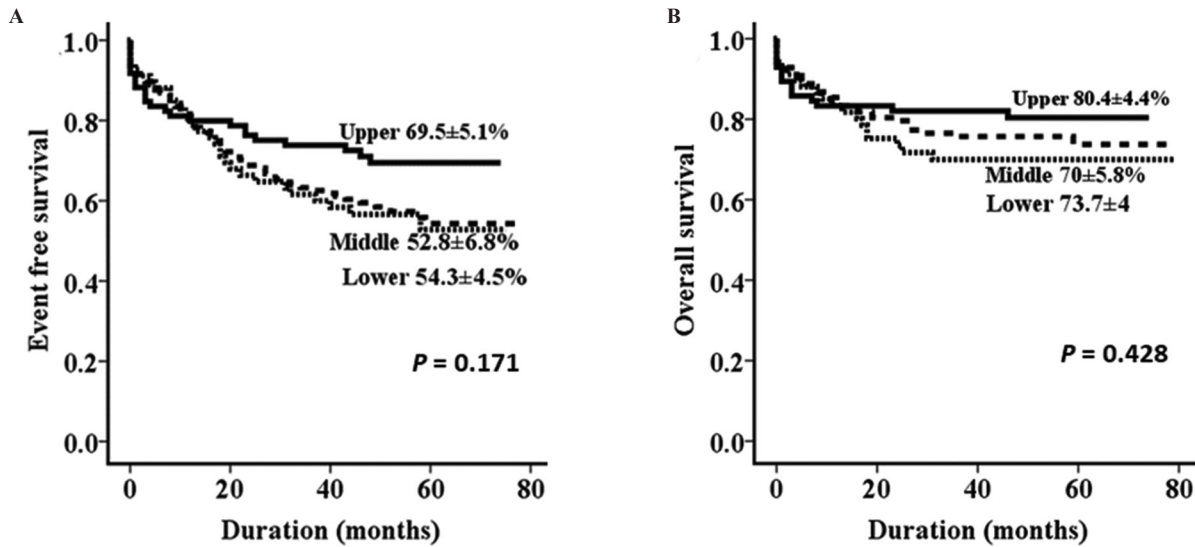 A
Event free survival
1.0
0.8
0.6
0.4
0.2
0.0
Upper 69.5±5.1%
Middle 52.8±6.8%
Lower 54.3±4.5%
P = 0.171
0 20 40 60 80
Duration (months)
B
Overall survival
1.0
0.8
0.6
0.4
0.2
0.0
Upper 80.4±4.4%
Middle 70±5.8%
Lower 73.7±4
P = 0.428
0 20 40 60 80
Duration (months)